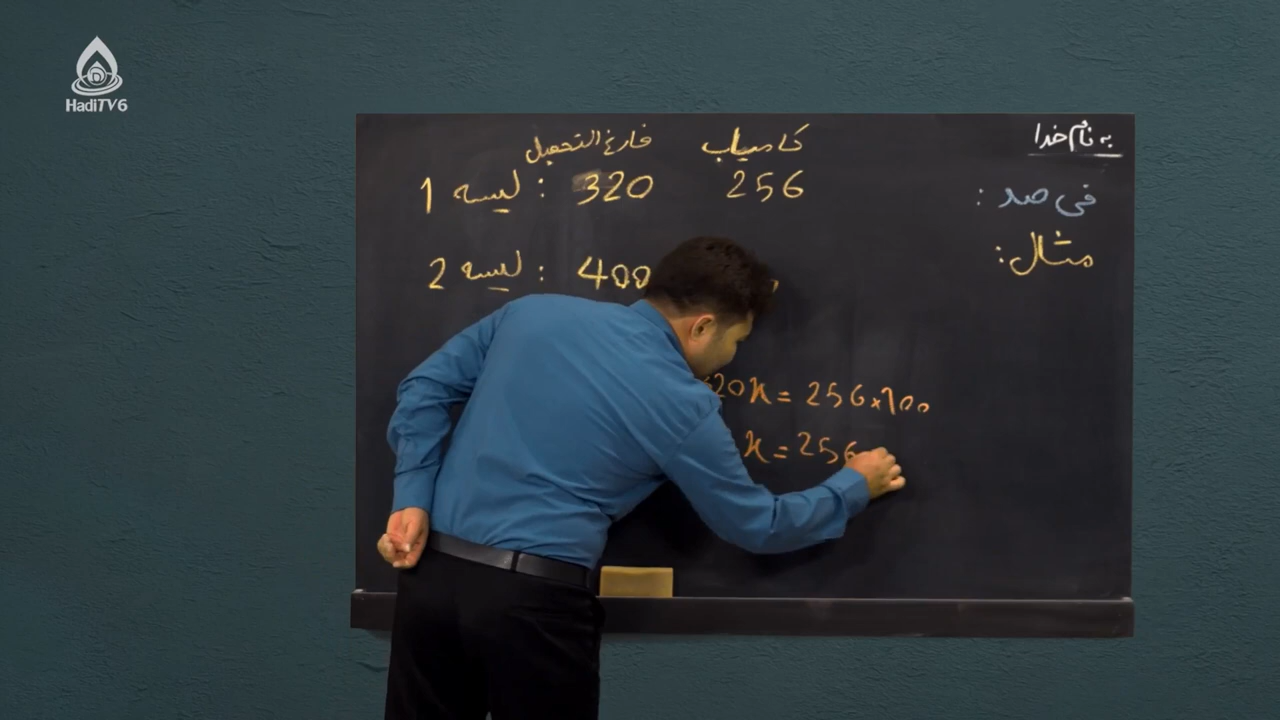 HadiTV6
به نام خدا
فی صد :
مثال :
کامیاب فارغ التحصیل
لیسه 1 : 320 256
لیسه 2 : 400
20x = 256×100
x = 256